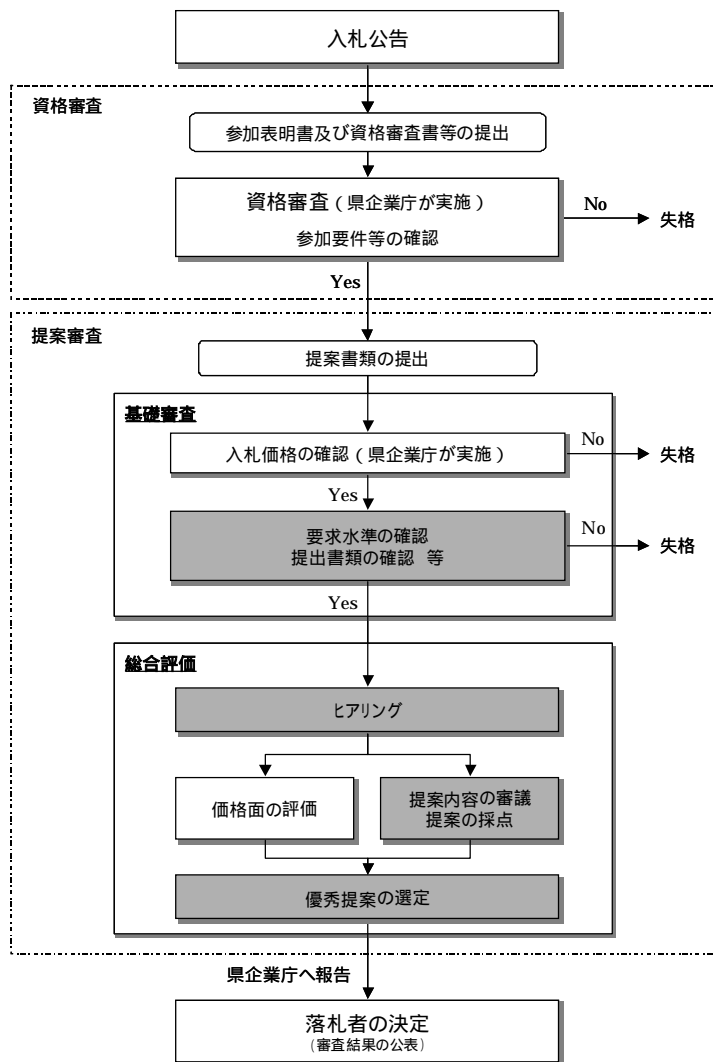 入札公告
資格審査
参加表明書及び資格審査書等の提出
資格審査（県企業庁が実施）
参加要件等の確認
No
失格
Yes
提案審査
提案書類の提出
基礎審査
入札価格の確認（県企業庁が実施）
No
失格
Yes
要求水準の確認
提出書類の確認 等
No
失格
Yes
総合評価
ヒアリング
価格面の評価
提案内容の審議
提案の採点
優秀提案の選定
県企業庁へ報告
落札者の決定
（審査結果の公表）